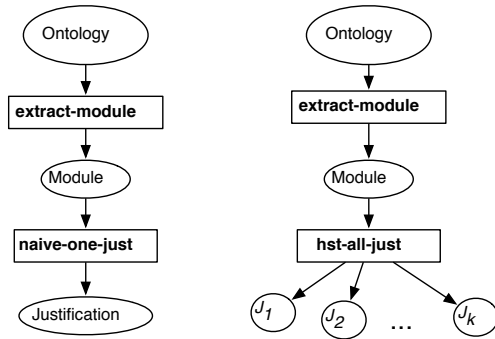 Ontology
extract-module
Module
naive-one-just
Justification
Ontology
extract-module
Module
hst-all-just
J1
J2
...
Jk